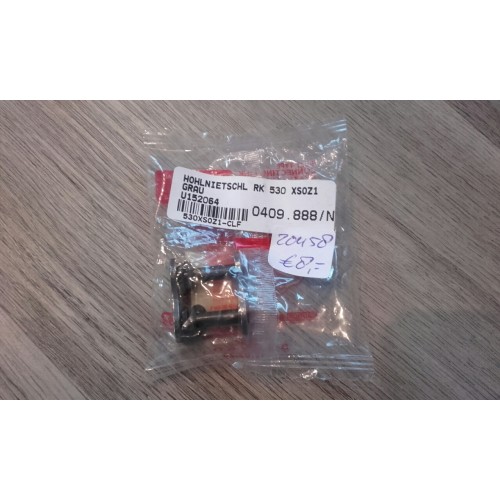 HOHLNIETSCHL RK 530 XSOZ1
GRAU
U152064
0409.888/N
530XSOZ1-CLF
20458
€8,-